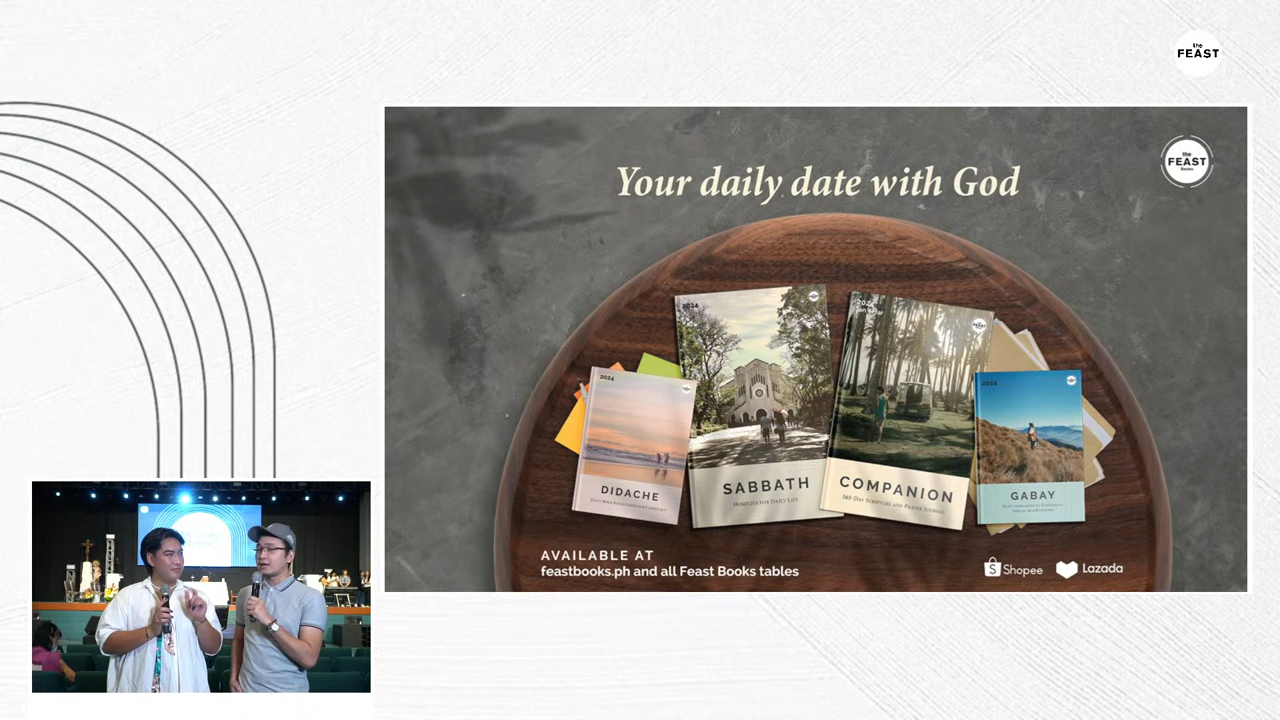 the
FEAST
the
FEAST
Books
Your daily date with God
2024
2024
2024
2024
DIDACHE
SABBATH
HOMILIES FOR DAILY LIFE
COMPANION
365-DAY SCRIPTURE AND PRAYER JOURNAL
GABAY
AVAILABLE AT
feastbooks.ph and all Feast Books tables
Shopee
Lazada